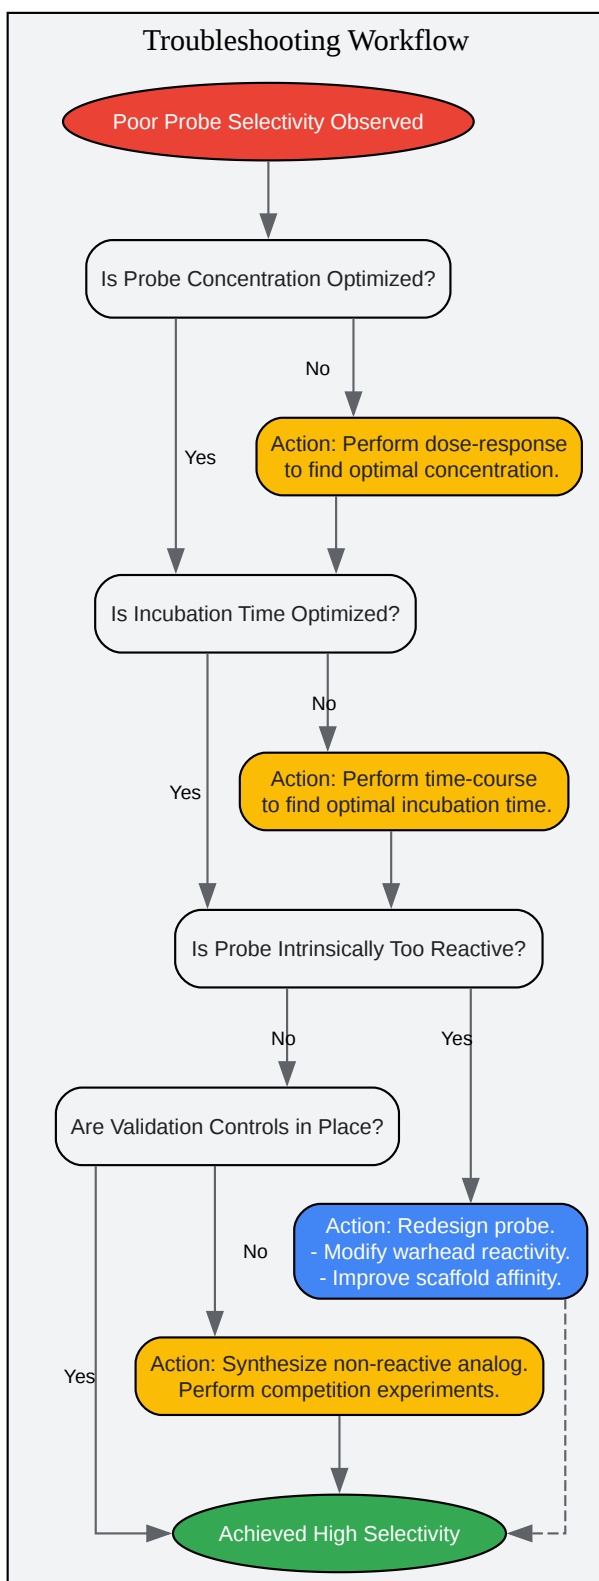 Troubleshooting Workflow
Poor Probe Selectivity Observed
Is Probe Concentration Optimized?
No
Action: Perform dose-response
to find optimal concentration.
Yes
Is Incubation Time Optimized?
No
Action: Perform time-course
to find optimal incubation time.
Yes
Is Probe Intrinsically Too Reactive?
No
Yes
Are Validation Controls in Place?
Action: Redesign probe.
- Modify warhead reactivity.
- Improve scaffold affinity.
No
Action: Synthesize non-reactive analog.
Perform competition experiments.
Yes
Achieved High Selectivity